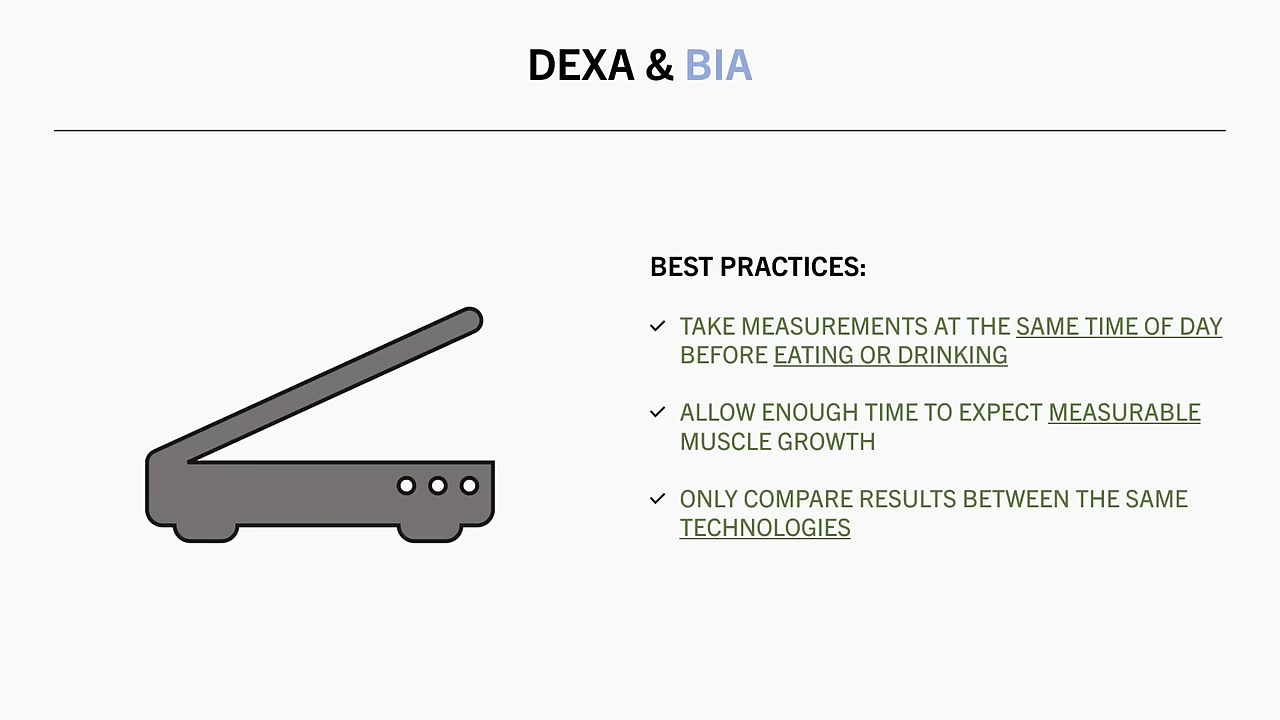 DEXA & BIA
BEST PRACTICES:
TAKE MEASUREMENTS AT THE SAME TIME OF DAY
BEFORE EATING OR DRINKING
ALLOW ENOUGH TIME TO EXPECT MEASURABLE
MUSCLE GROWTH
ONLY COMPARE RESULTS BETWEEN THE SAME
TECHNOLOGIES